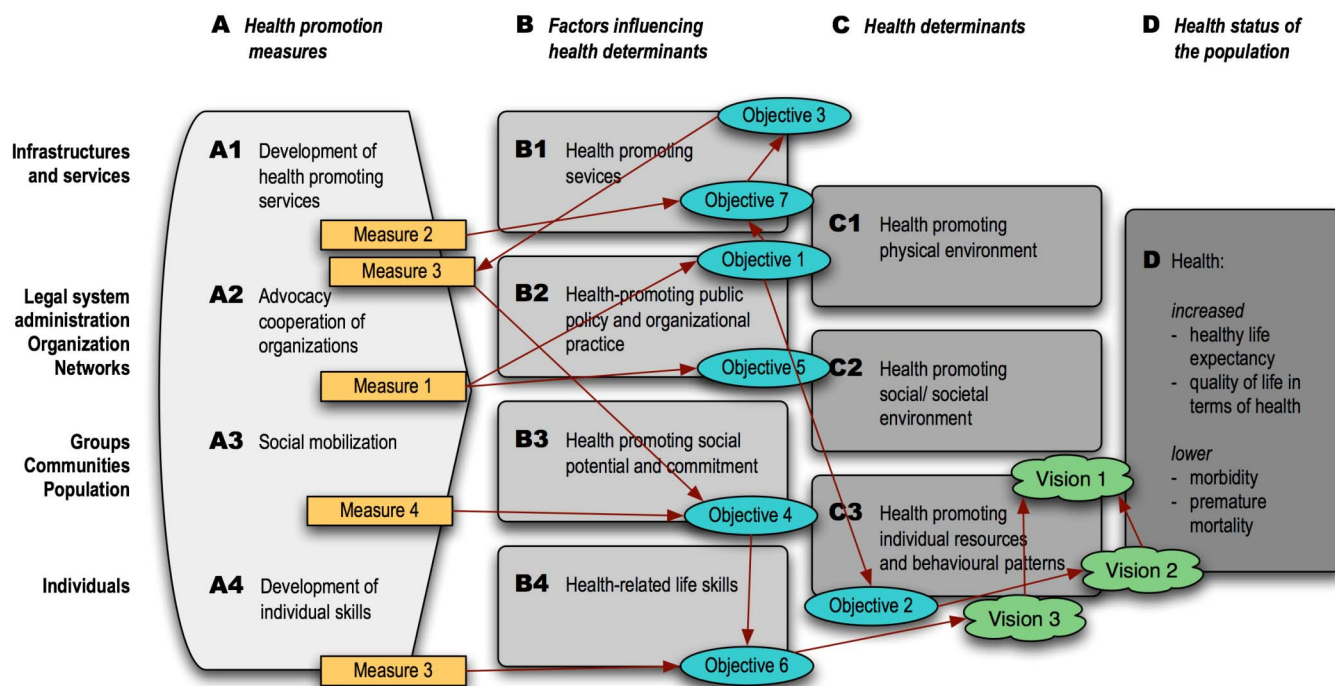 A Health promotion
measures
B Factors influencing
health determinants
C Health determinants
D Health status of
the population
Infrastructures
and services
Legal system
administration
Organization
Networks
Groups
Communities
Population
Individuals
A1 Development of
health promoting
services
Measure 2
Measure 3
A2 Advocacy
cooperation of
organizations
Measure 1
A3 Social mobilization
Measure 4
A4 Development of
individual skills
Measure 3
Objective 3
B1 Health promoting
sevices
Objective 7
Objective 1
B2 Health-promoting public
policy and organizational
practice
Objective 5
B3 Health promoting social
potential and commitment
Objective 4
B4 Health-related life skills
Objective 6
C1 Health promoting
physical environment
C2 Health promoting
social/ societal
environment
C3 Health promoting
individual resources
and behavioural patterns
Objective 2
Vision 1
Vision 2
Vision 3
D Health:
increased
- healthy life
expectancy
- quality of life in
terms of health
lower
- morbidity
- premature
mortality